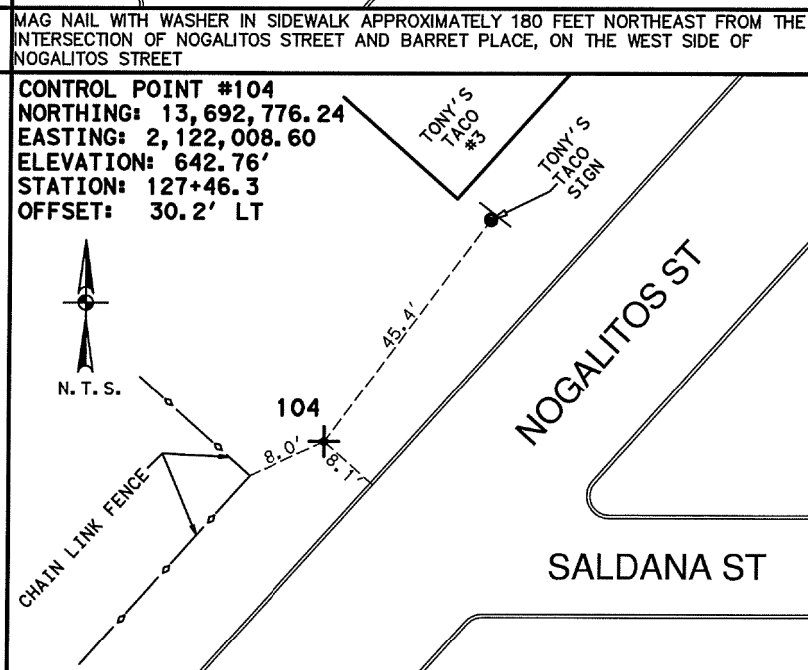 MAG NAIL WITH WASHER IN SIDEWALK APPROXIMATELY 180 FEET NORTHEAST FROM THE
INTERSECTION OF NOGALITOS STREET AND BARRET PLACE, ON THE WEST SIDE OF
NOGALITOS STREET
CONTROL POINT #104
NORTHING: 13,692,776.24
EASTING: 2,122,008.60
ELEVATION: 642.76'
STATION: 127+46.3
OFFSET: 30.2' LT
TONY'S
TACO
#3
TONY'S
TACO
SIGN
N.T.S.
45.4'
104
8.0'
8.1'
CHAIN LINK FENCE
NOGALITOS ST
SALDANA ST